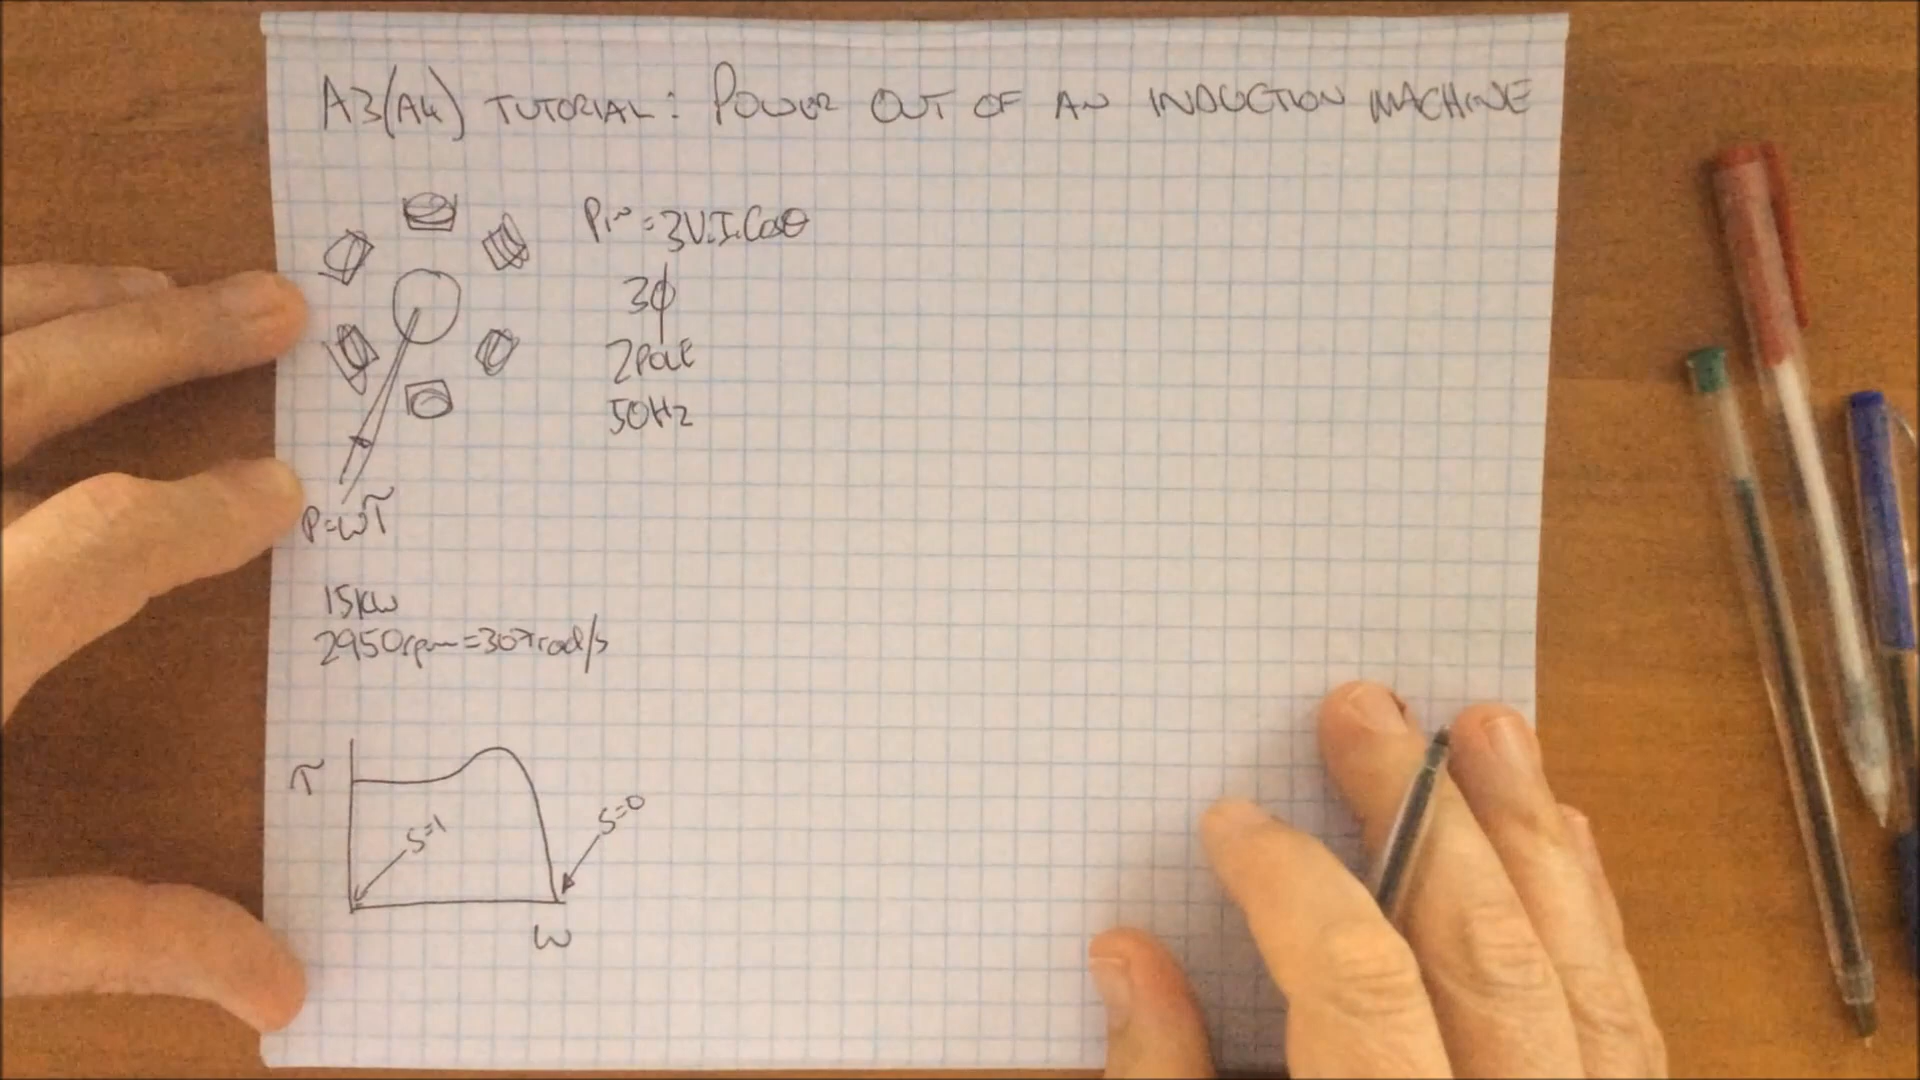 A3(A4) TUTORIAL: POWER OUT OF AN INDUCTION MACHINE
Pin=3V.I.Cosθ
3ϕ
2POLE
50Hz
P=ωT
15kW
2950rpm=309rad/s
T
S=1
S=0
ω